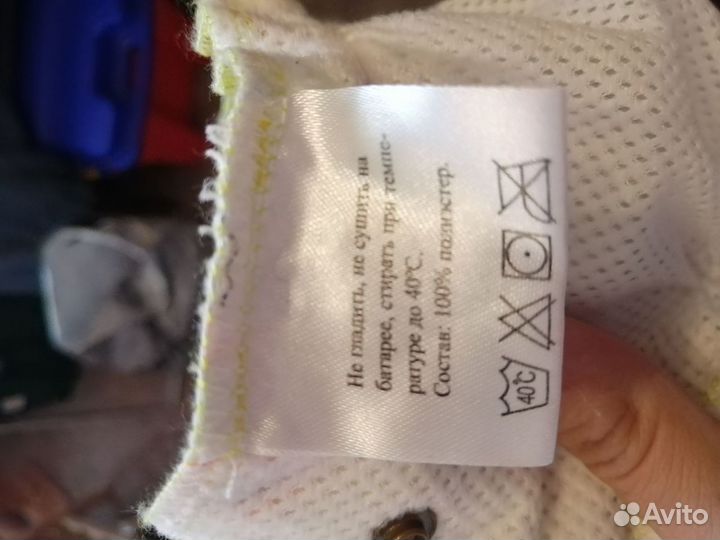 Не гладить, не сушить на
батарее, стирать при темпе-
ратуре до 40°C.
Состав: 100% полиэстер.
40°C
Avito